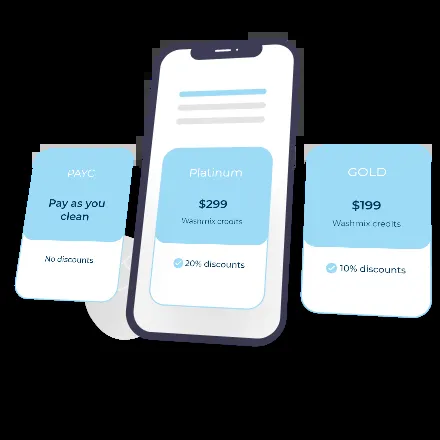 PAYC
Pay as you
clean
No discounts
Platinum
$299
Washmix credits
20% discounts
GOLD
$199
Washmix credits
10% discounts